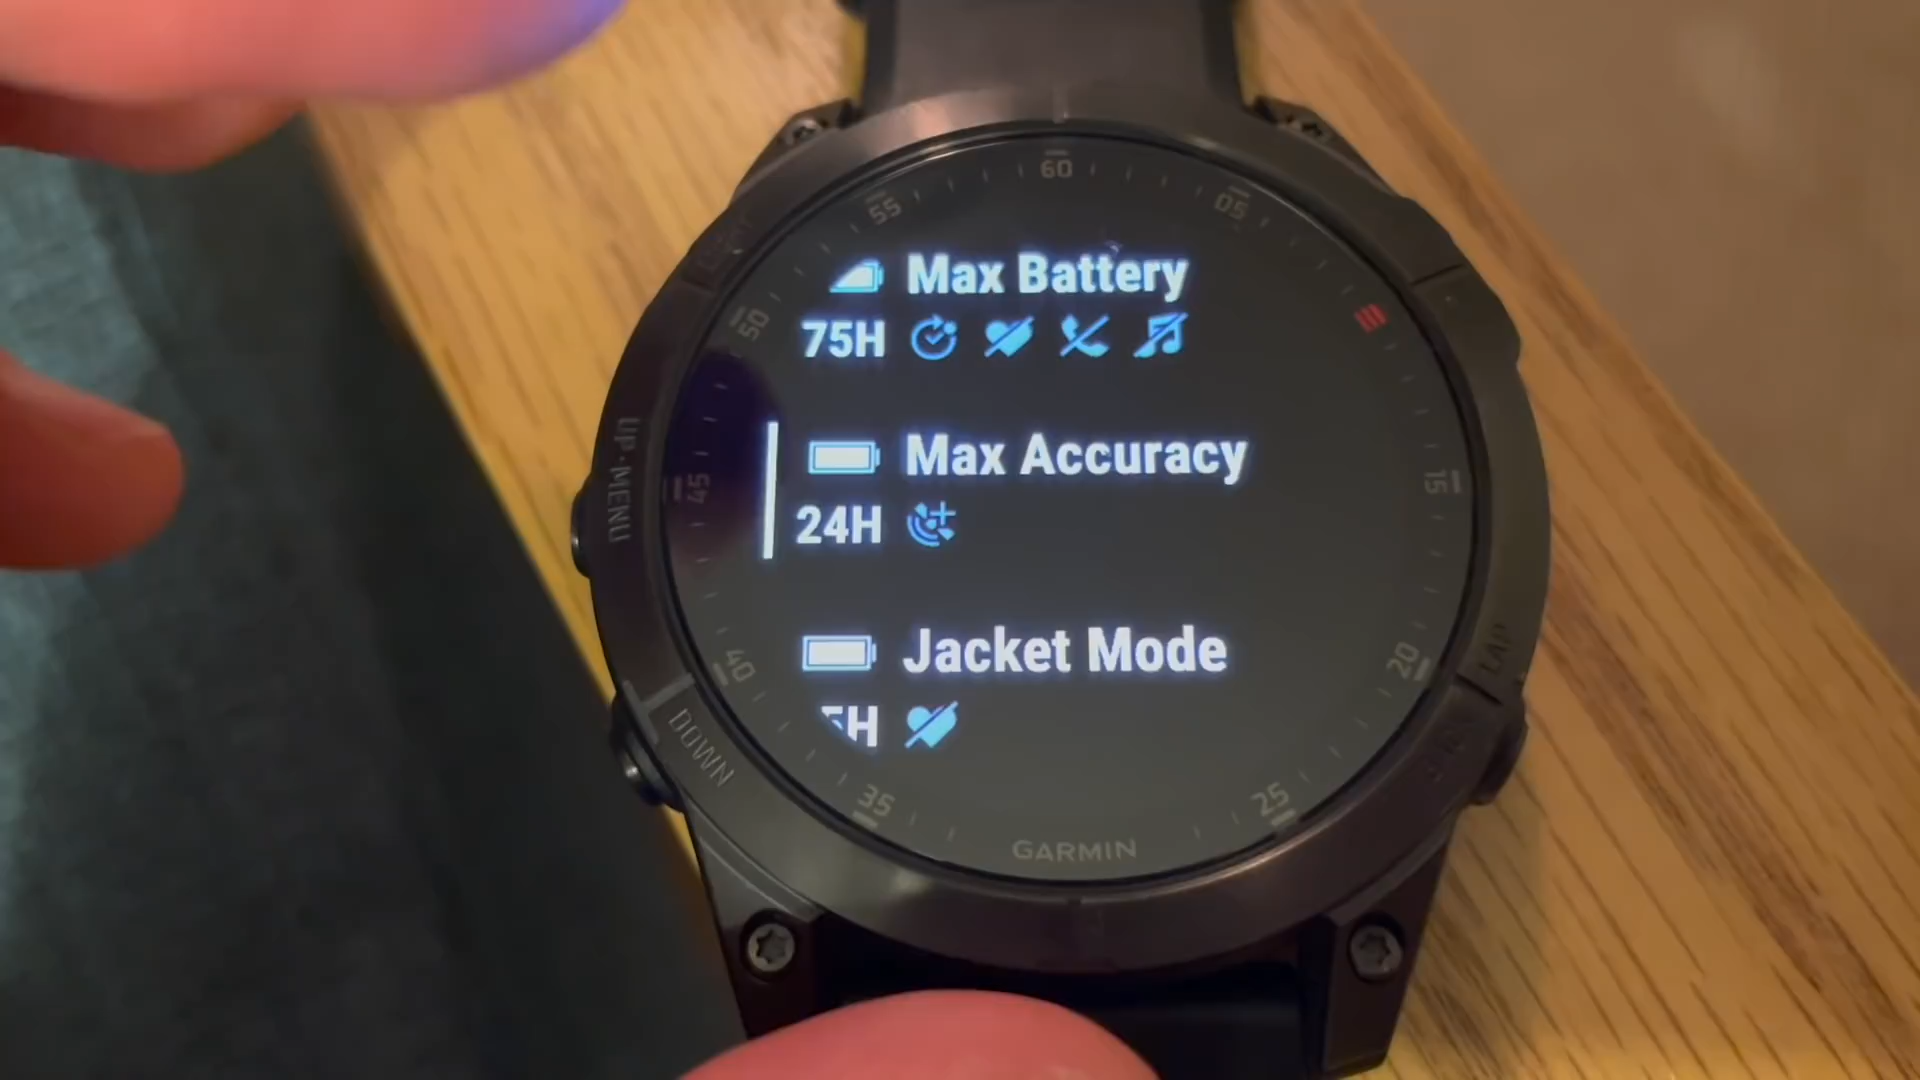 60
55
05
50
Max Battery
75H
UP·MENU
45
Max Accuracy
15
24H
40
Jacket Mode
20
LAP
H
DOWN
35
25
GARMIN